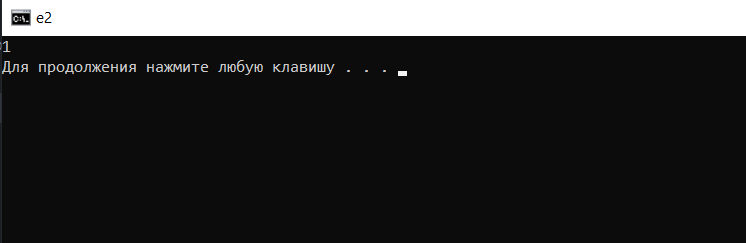 e2
1
Для продолжения нажмите любую клавишу . . .